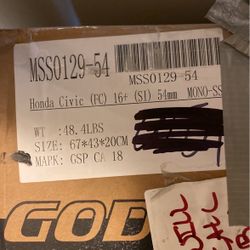 MSS0129-54
MSS0129-54
Honda Civic (FC) 16+ (SI) 54mm MONO-SS
WT :48.4LBS
SIZE: 67*43*20CM
MAPK: GSP CA 18
GOD